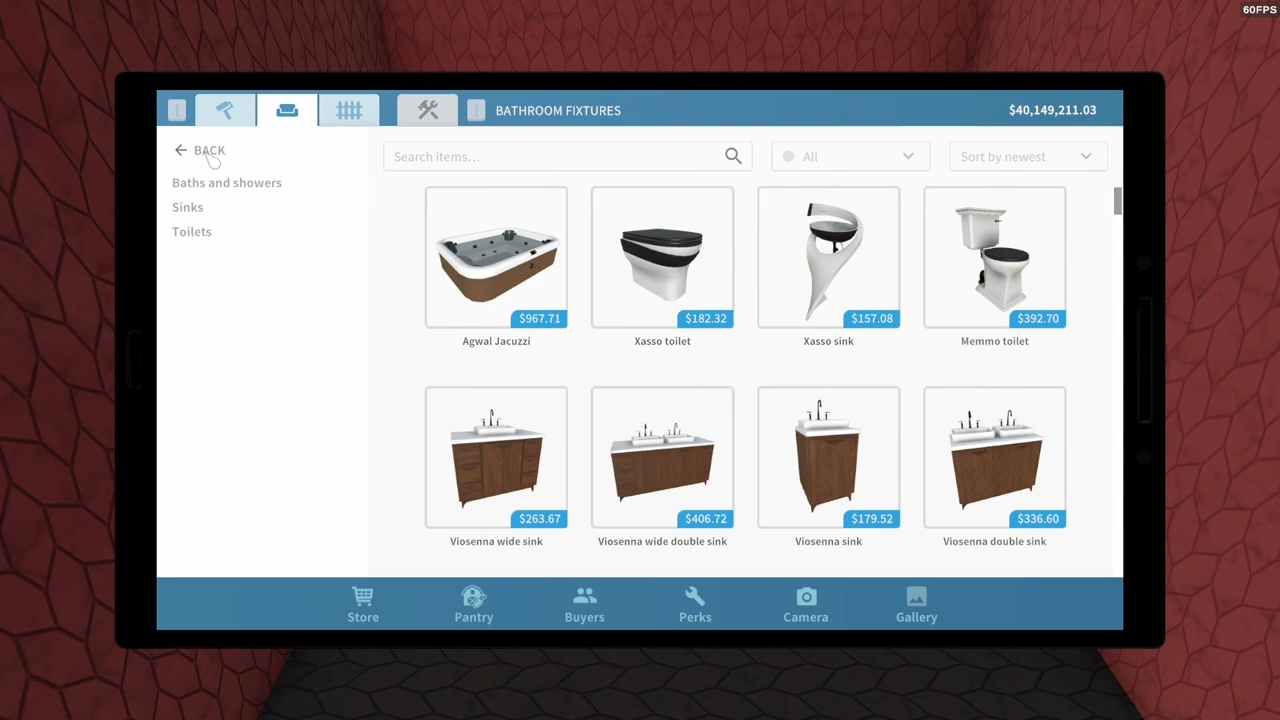 60FPS
BATHROOM FIXTURES
$40,149,211.03
BACK
Baths and showers
Sinks
Toilets
Search items...
All
Sort by newest
$967.71
$182.32
$157.08
$392.70
Agwal Jacuzzi
Xasso toilet
Xasso sink
Memmo toilet
$263.67
$406.72
$179.52
$336.60
Viosenna wide sink
Viosenna wide double sink
Viosenna sink
Viosenna double sink
Store
Pantry
Buyers
Perks
Camera
Gallery